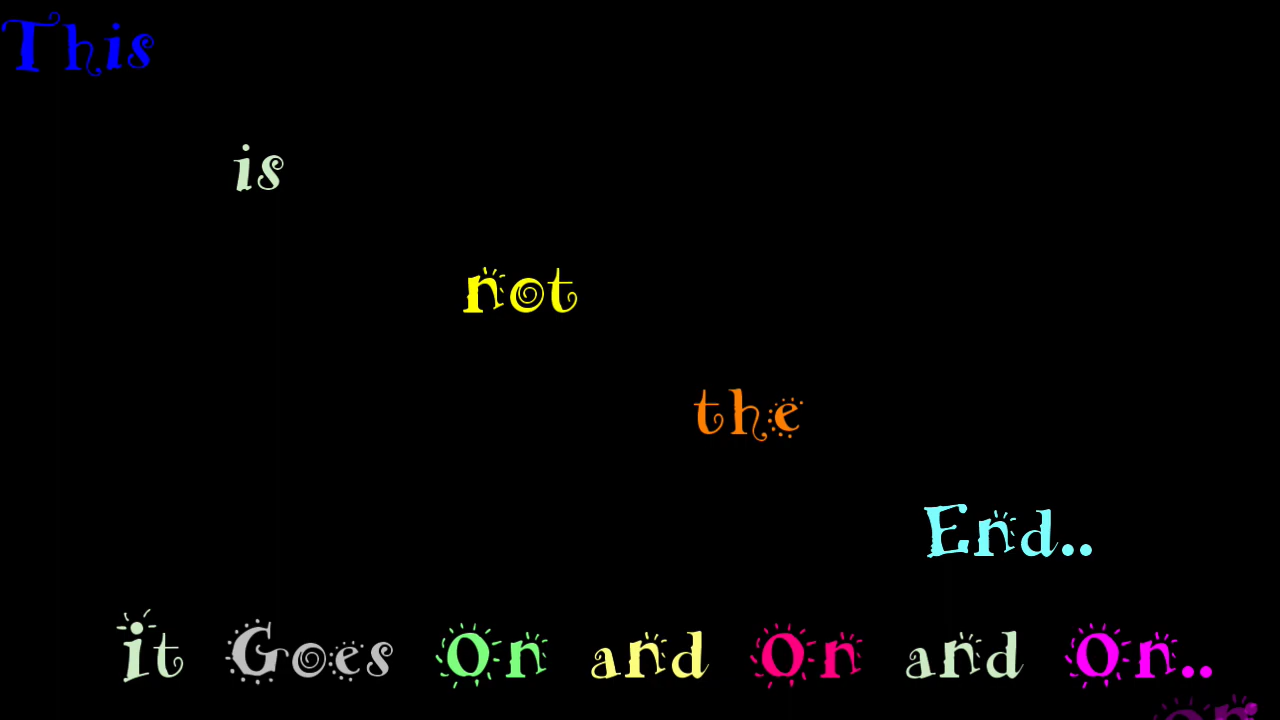 This
is
not
the
End..
it Goes On and On and On..